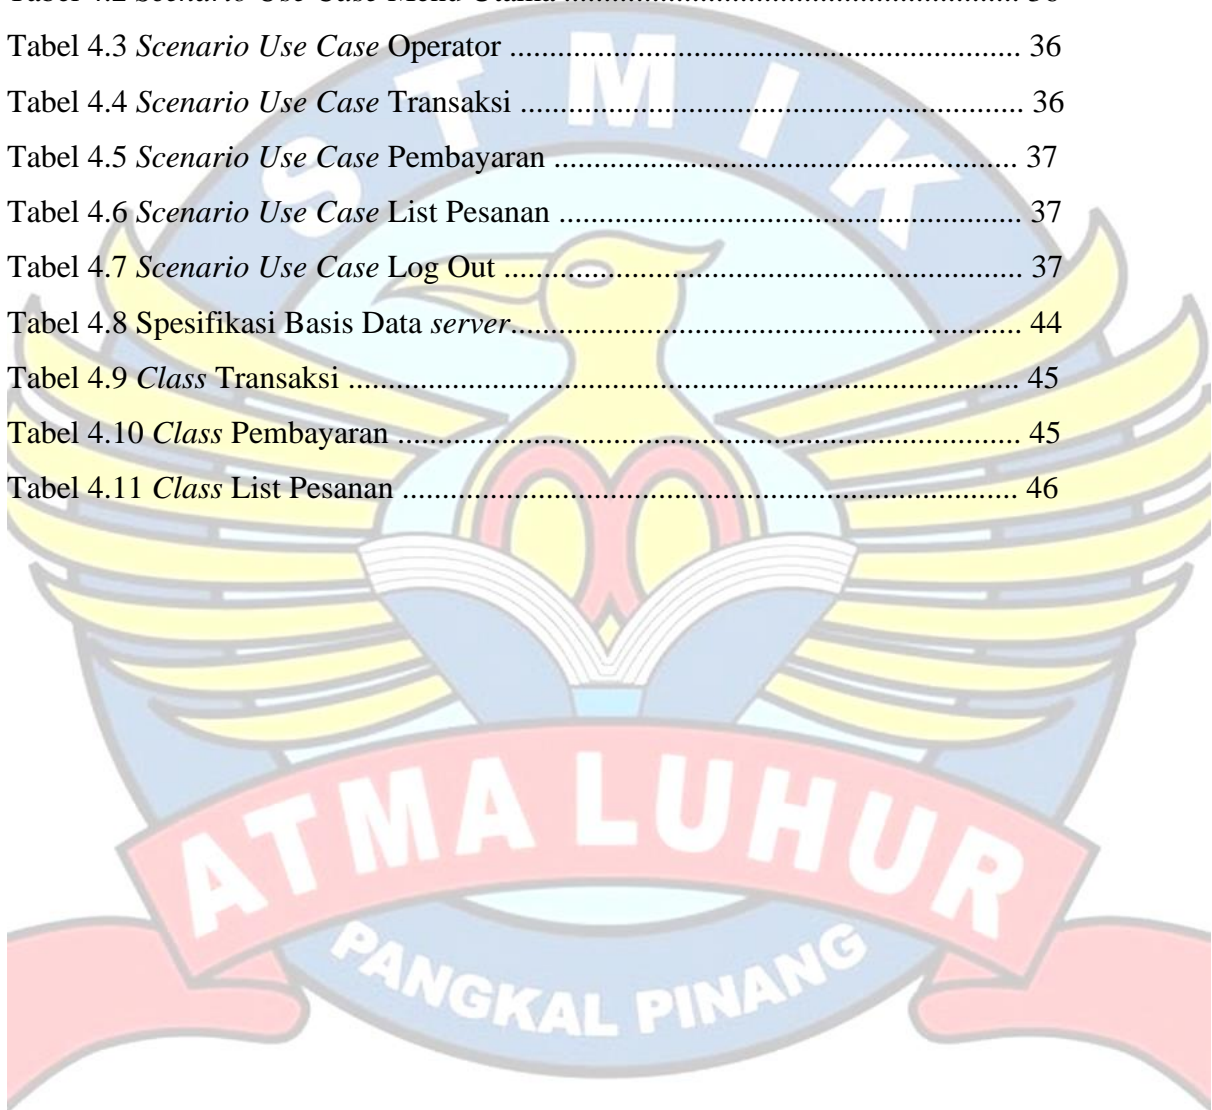 Tabel 4.3 Scenario Use Case Operator ................................................................. 36
Tabel 4.4 Scenario Use Case Transaksi ................................................................ 36
Tabel 4.5 Scenario Use Case Pembayaran ........................................................... 37
Tabel 4.6 Scenario Use Case List Pesanan ........................................................... 37
Tabel 4.7 Scenario Use Case Log Out .................................................................. 37
Tabel 4.8 Spesifikasi Basis Data server................................................................. 44
Tabel 4.9 Class Transaksi ..................................................................................... 45
Tabel 4.10 Class Pembayaran ............................................................................... 45
Tabel 4.11 Class List Pesanan .............................................................................. 46
STMIK
ATMA LUHUR
PANGKAL PINANG